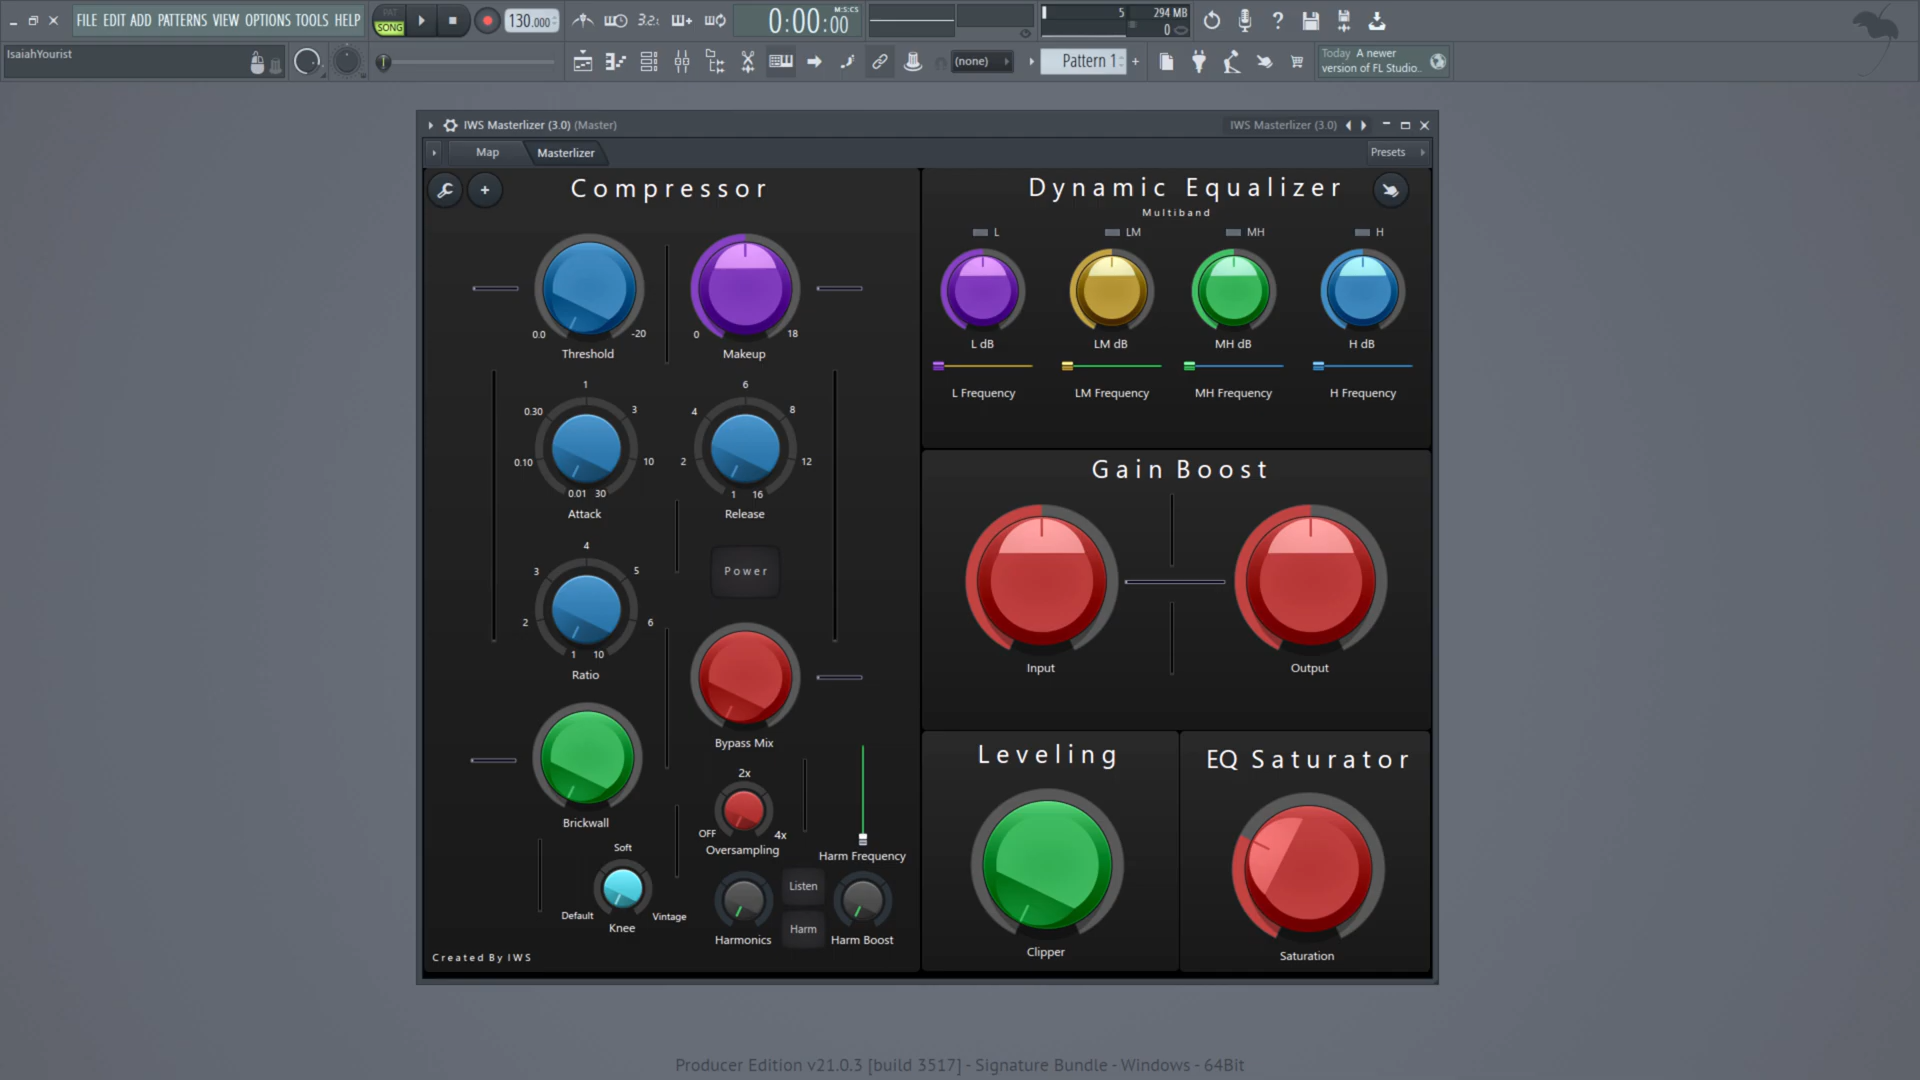 FILE EDIT ADD PATTERNS VIEW OPTIONS TOOLS HELP
PAT
SONG
130.000
3.2.
0:00:00
M:S:CS
5
294 MB
0
IsaiahYourist
(none)
Pattern 1
Today A newer
version of FL Studio..
IWS Masterlizer (3.0) (Master)
IWS Masterlizer (3.0)
Map
Masterlizer
Presets
Compressor
0.0
-20
Threshold
0
18
Makeup
1
0.30
3
0.10
10
0.01 30
Attack
6
4
8
2
12
1 16
Release
4
3
5
2
6
1 10
Ratio
Power
Bypass Mix
Brickwall
2x
OFF
4x
Oversampling
Harm Frequency
Soft
Default
Vintage
Knee
Listen
Harm
Harmonics
Harm Boost
Created By IWS
Dynamic Equalizer
Multiband
L
LM
MH
H
L dB
LM dB
MH dB
H dB
L Frequency
LM Frequency
MH Frequency
H Frequency
Gain Boost
Input
Output
Leveling
Clipper
EQ Saturator
Saturation
Producer Edition v21.0.3 [build 3517] - Signature Bundle - Windows - 64Bit